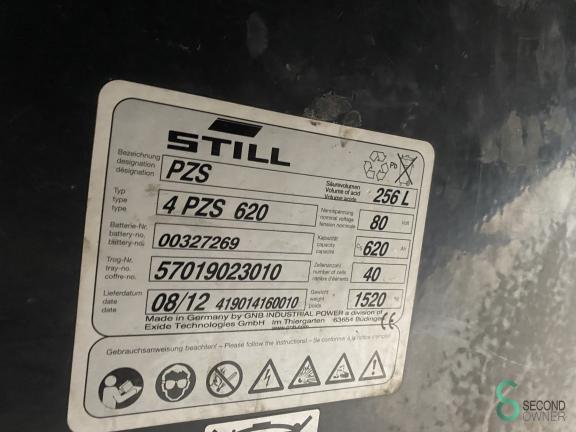 STILL
Pb
Bezeichnung
designation
désignation
PZS
Säurevolumen
Volume of acid
Volume acide
256 L
Typ
type
type
4 PZS 620
Nennspannung
nominal voltage
tension nominale
80 Volt
Batterie-Nr.
battery-no.
battery-no.
00327269
Kapazität
capacity
capacité
C5 620 Ah
Trog-Nr.
tray-no.
coffre-no.
57019023010
Zellenanzahl
number of cells
nombre d'éléments
40
Lieferdatum
date
date
08/12 419014160010
Gewicht
weight
poids
1520 kg
Made in Germany by GNB INDUSTRIAL POWER a division of
Exide Technologies GmbH Im Thiergarten 63654 Büdingen
CE
Gebrauchsanweisung beachten! – Please follow the instructions! – Se conformer à la notice d'emploi!
SECOND
OWNER